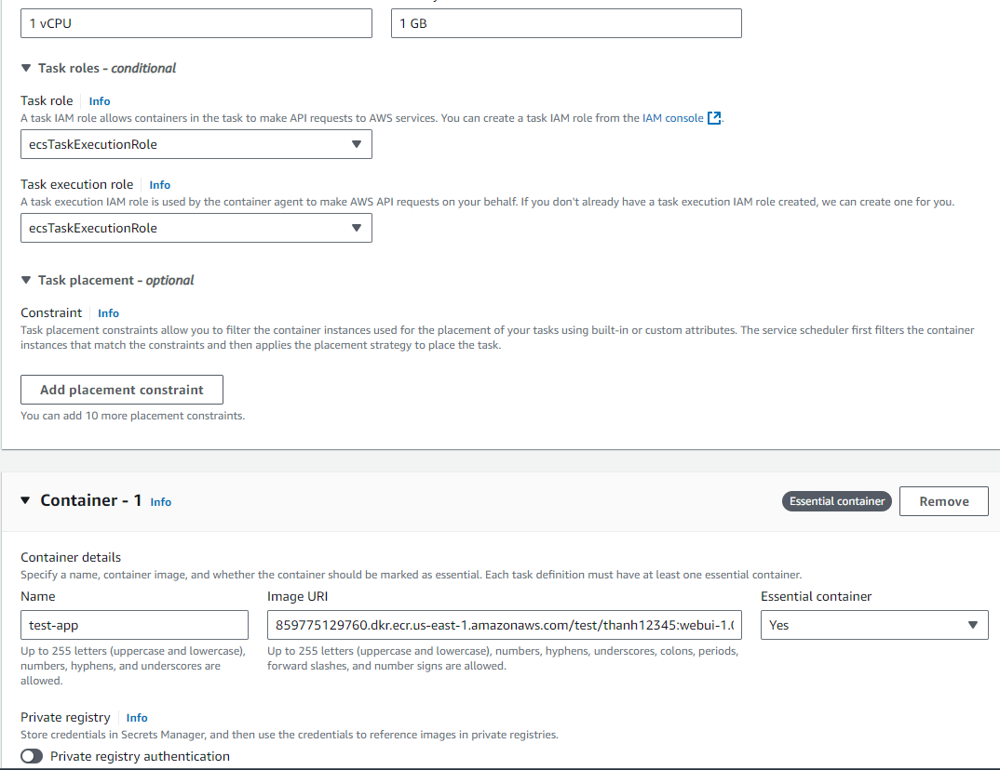 1 vCPU
1 GB
Task roles - conditional
Task role
Info
A task IAM role allows containers in the task to make API requests to AWS services. You can create a task IAM role from the IAM console.
ecsTaskExecutionRole
Task execution role
Info
A task execution IAM role is used by the container agent to make AWS API requests on your behalf. If you don't already have a task execution IAM role created, we can create one for you.
ecsTaskExecutionRole
Task placement - optional
Constraint
Info
Task placement constraints allow you to filter the container instances used for the placement of your tasks using built-in or custom attributes. The service scheduler first filters the container
instances that match the constraints and then applies the placement strategy to place the task.
Add placement constraint
You can add 10 more placement constraints.
Container - 1
Info
Essential container
Remove
Container details
Specify a name, container image, and whether the container should be marked as essential. Each task definition must have at least one essential container.
Name
Image URI
Essential container
test-app
859775129760.dkr.ecr.us-east-1.amazonaws.com/test/thanh12345:webui-1.
Yes
Up to 255 letters (uppercase and lowercase),
numbers, hyphens, and underscores are
allowed.
Up to 255 letters (uppercase and lowercase), numbers, hyphens, underscores, colons, periods,
forward slashes, and number signs are allowed.
Private registry
Info
Store credentials in Secrets Manager, and then use the credentials to reference images in private registries.
Private registry authentication